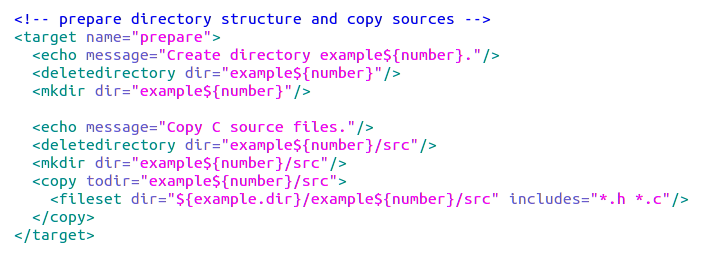 <!-- prepare directory structure and copy sources -->
<target name="prepare">
  <echo message="Create directory example${number}."/>
  <deletedirectory dir="example${number}"/>
  <mkdir dir="example${number}"/>

  <echo message="Copy C source files."/>
  <deletedirectory dir="example${number}/src"/>
  <mkdir dir="example${number}/src"/>
  <copy todir="example${number}/src">
    <fileset dir="${example.dir}/example${number}/src" includes="*.h *.c"/>
  </copy>
</target>